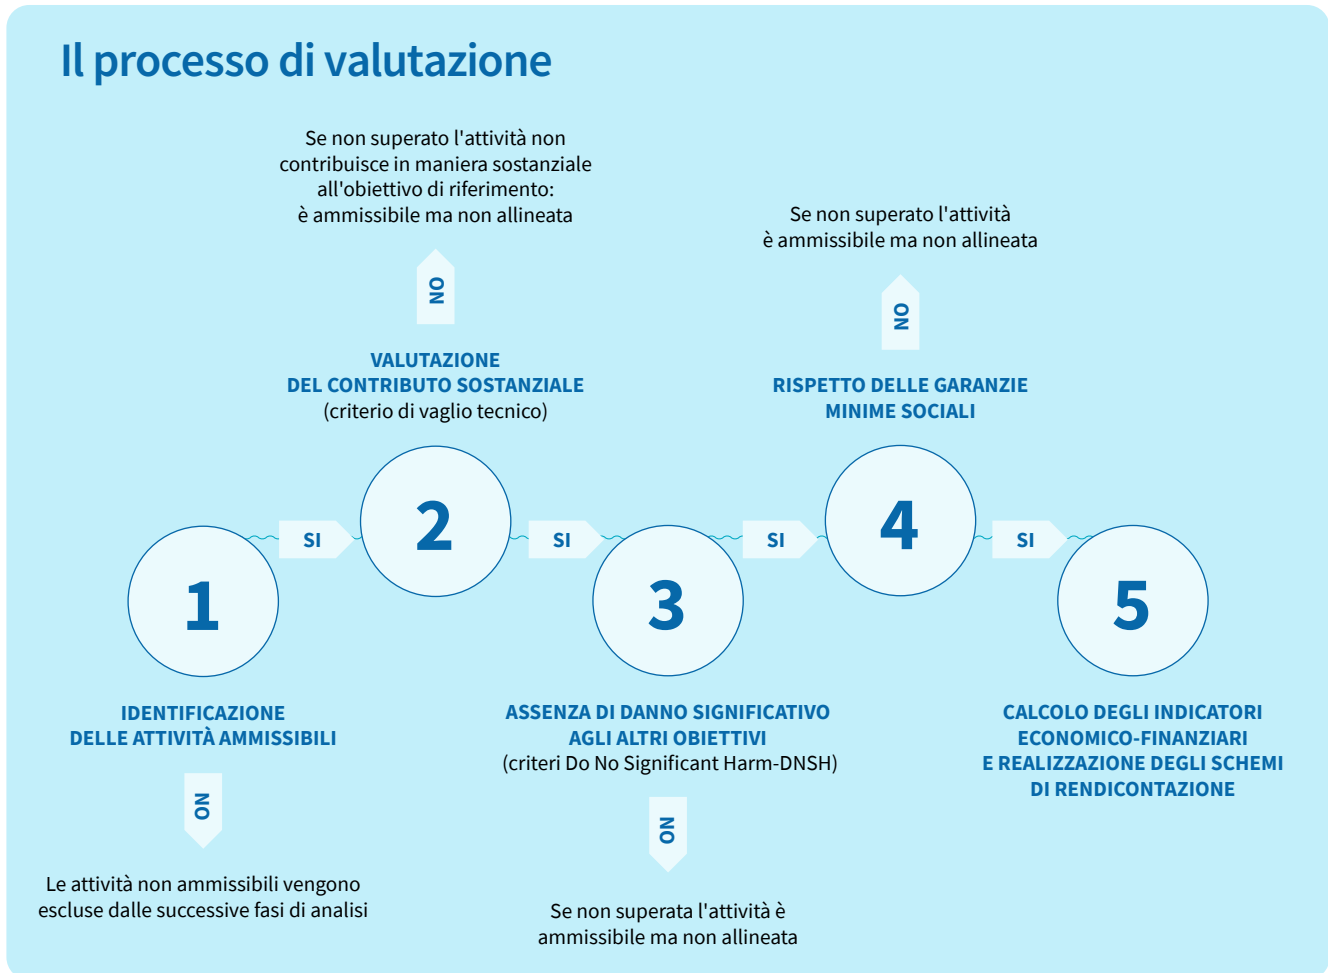 Il processo di valutazione
Se non superato l'attività non
contribuisce in maniera sostanziale
all'obiettivo di riferimento:
è ammissibile ma non allineata
Se non superato l'attività
è ammissibile ma non allineata
NO
NO
VALUTAZIONE
DEL CONTRIBUTO SOSTANZIALE
(criterio di vaglio tecnico)
RISPETTO DELLE GARANZIE
MINIME SOCIALI
1
SI
2
SI
3
SI
4
SI
5
IDENTIFICAZIONE
DELLE ATTIVITÀ AMMISSIBILI
ASSENZA DI DANNO SIGNIFICATIVO
AGLI ALTRI OBIETTIVI
(criteri Do No Significant Harm-DNSH)
CALCOLO DEGLI INDICATORI
ECONOMICO-FINANZIARI
E REALIZZAZIONE DEGLI SCHEMI
DI RENDICONTAZIONE
NO
NO
Le attività non ammissibili vengono
escluse dalle successive fasi di analisi
Se non superata l'attività è
ammissibile ma non allineata